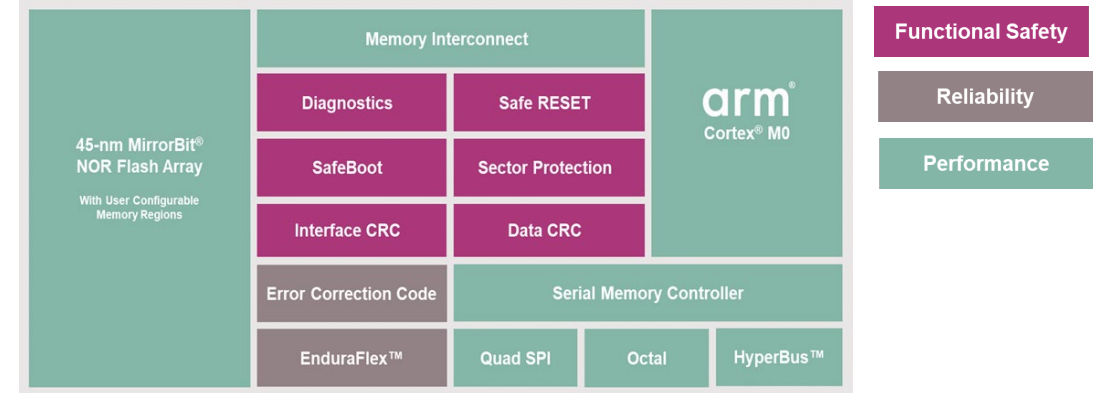 45-nm MirrorBit®
NOR Flash Array
With User Configurable
Memory Regions
Memory Interconnect
Diagnostics
Safe RESET
SafeBoot
Sector Protection
Interface CRC
Data CRC
arm®
Cortex® M0
Error Correction Code
Serial Memory Controller
EnduraFlex™
Quad SPI
Octal
HyperBus™
Functional Safety
Reliability
Performance